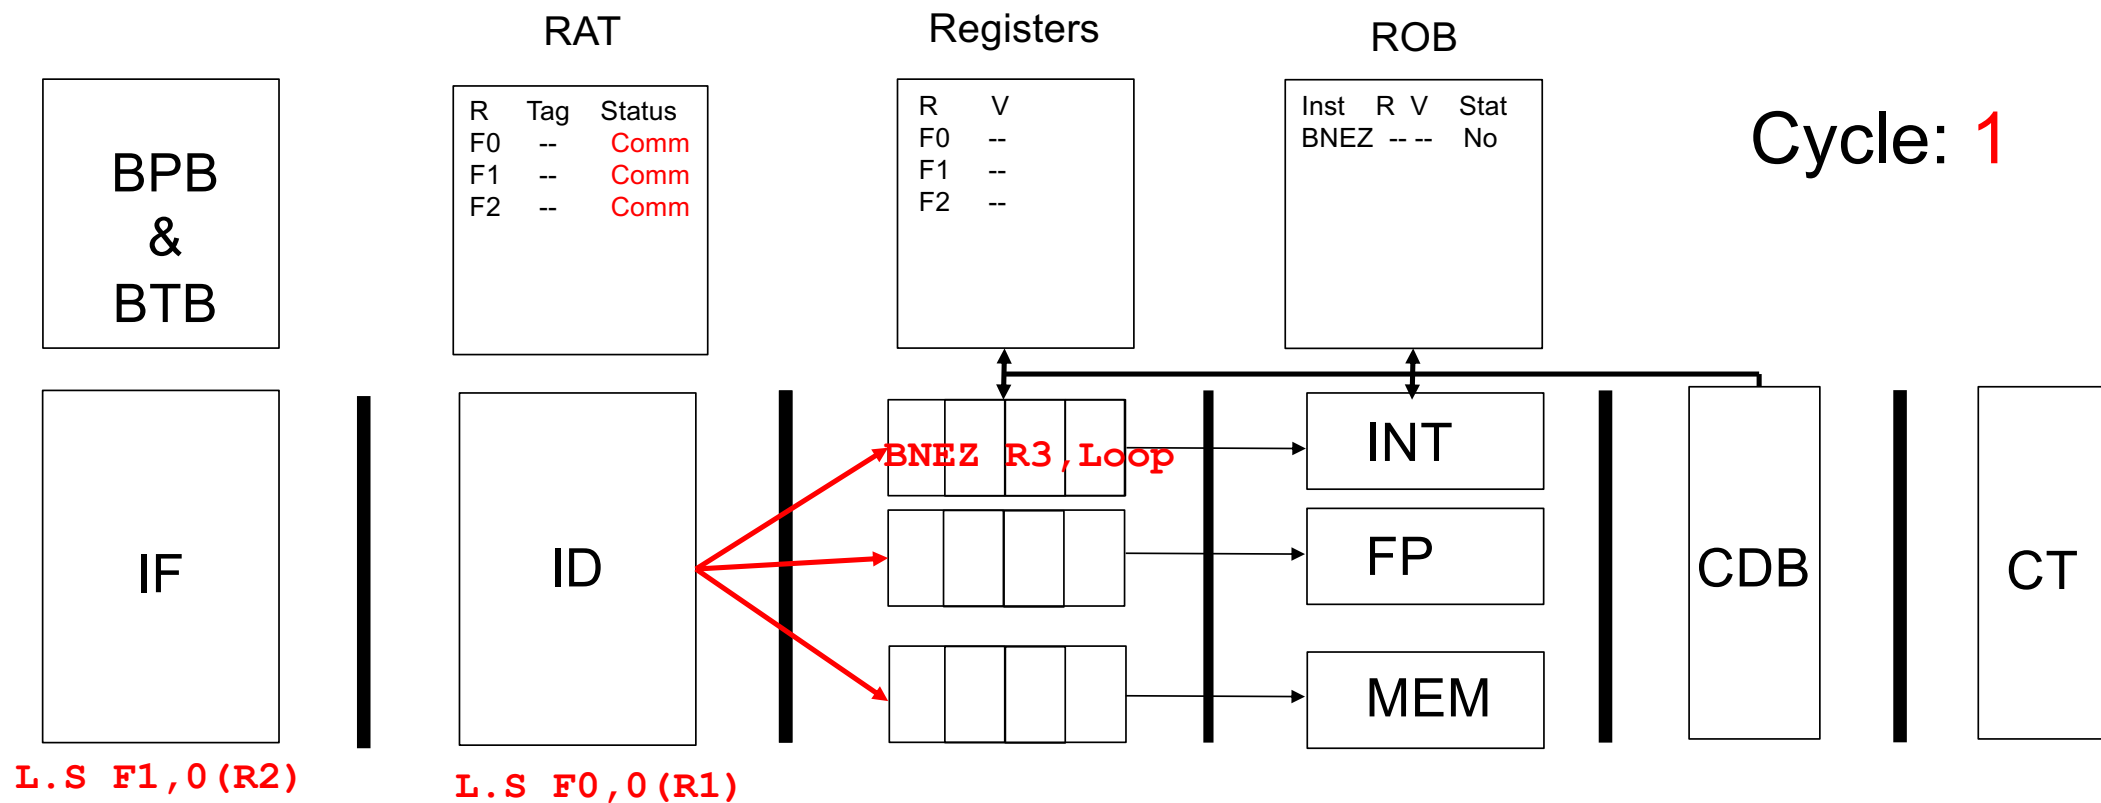 RAT
Registers
ROB
BPB
&
BTB
R Tag Status
F0 -- Comm
F1 -- Comm
F2 -- Comm
R V
F0 --
F1 --
F2 --
Inst R V Stat
BNEZ -- -- No
Cycle: 1
IF
ID
BNEZ R3,Loop
INT
FP
MEM
CDB
CT
L.S F1,0(R2)
L.S F0,0(R1)